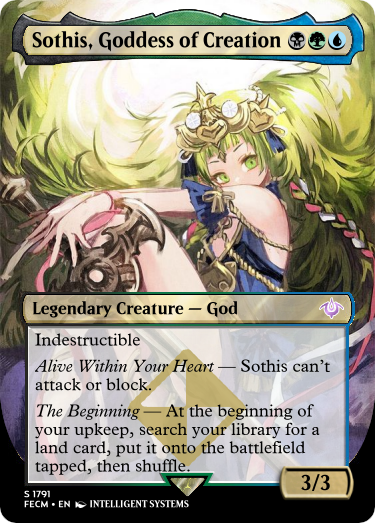 Sothis, Goddess of Creation
Legendary Creature — God
Indestructible
Alive Within Your Heart — Sothis can't
attack or block.
The Beginning — At the beginning of
your upkeep, search your library for a
land card, put it onto the battlefield
tapped, then shuffle.
3/3
S 1791
FECM • EN INTELLIGENT SYSTEMS